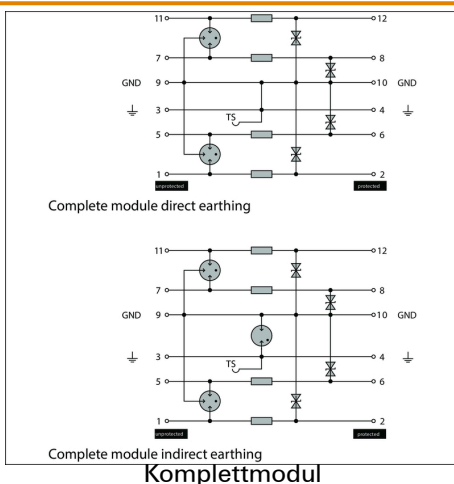 11 12
7 8
GND 9 10 GND
3 4
TS
5 6
1 2
unprotected protected
Complete module direct earthing
11 12
7 8
GND 9 10 GND
3 4
TS
5 6
1 2
unprotected protected
Complete module indirect earthing
Komplettmodul